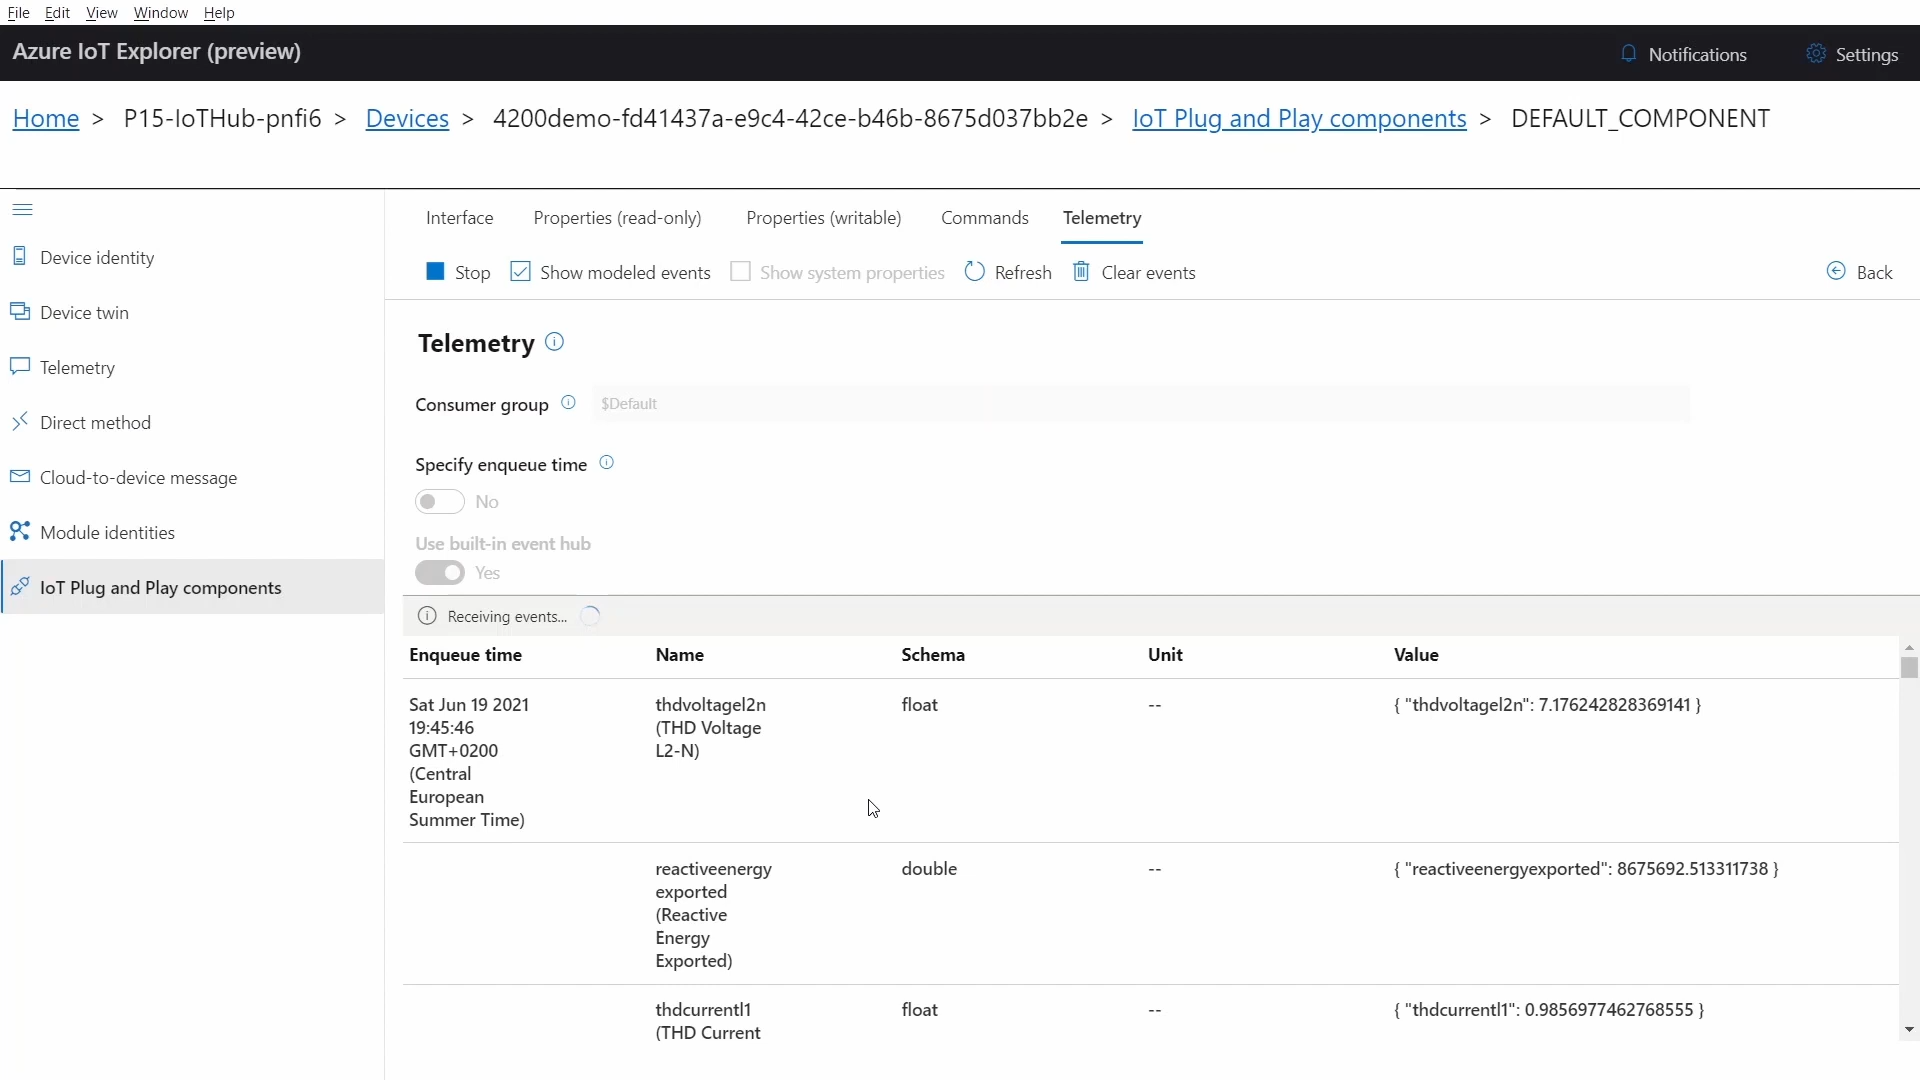 File Edit View Window Help
Azure IoT Explorer (preview)
Notifications
Settings
Home > P15-IoTHub-pnfi6 > Devices > 4200demo-fd41437a-e9c4-42ce-b46b-8675d037bb2e > IoT Plug and Play components > DEFAULT_COMPONENT
Device identity
Device twin
Telemetry
Direct method
Cloud-to-device message
Module identities
IoT Plug and Play components
Interface Properties (read-only) Properties (writable) Commands Telemetry
Stop Show modeled events Show system properties Refresh Clear events Back
Telemetry
Consumer group $Default
Specify enqueue time
No
Use built-in event hub
Yes
Receiving events...
Enqueue time Name Schema Unit Value
Sat Jun 19 2021 thdvoltagel2n float -- { "thdvoltagel2n": 7.176242828369141 }
19:45:46 (THD Voltage
GMT+0200 L2-N)
(Central
European
Summer Time)
reactiveenergy double -- { "reactiveenergyexported": 8675692.513311738 }
exported
(Reactive
Energy
Exported)
thdcurrentl1 float -- { "thdcurrentl1": 0.9856977462768555 }
(THD Current